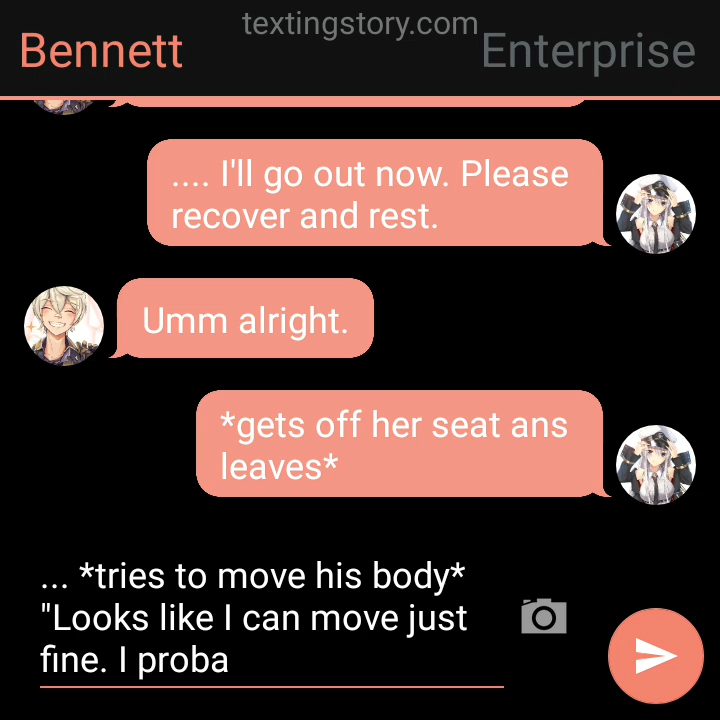 textingstory.com
Bennett
Enterprise
.... I'll go out now. Please
recover and rest.
Umm alright.
*gets off her seat ans
leaves*
... *tries to move his body*
"Looks like I can move just
fine. I proba